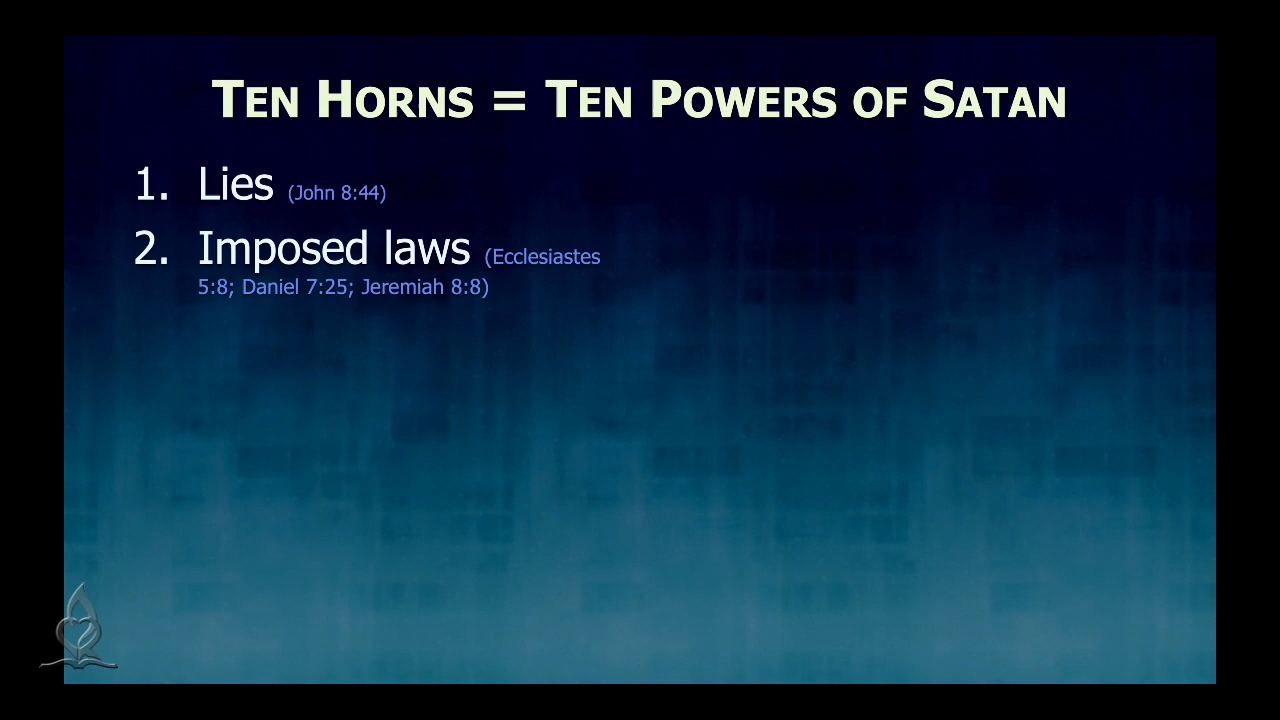 TEN HORNS = TEN POWERS OF SATAN
1. Lies (John 8:44)
2. Imposed laws (Ecclesiastes
5:8; Daniel 7:25; Jeremiah 8:8)